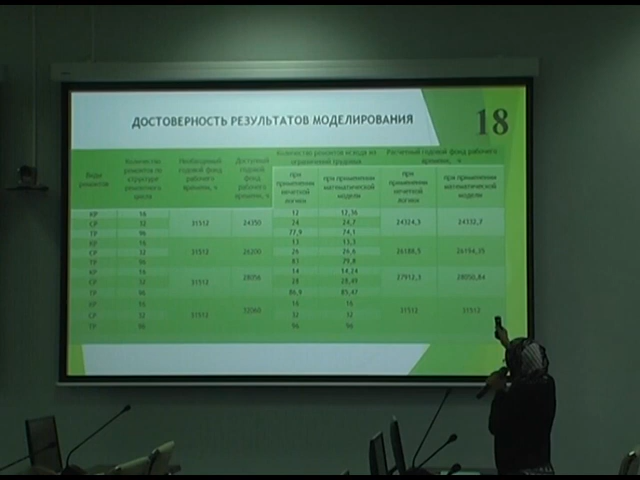 ДОСТОВЕРНОСТЬ РЕЗУЛЬТАТОВ МОДЕЛИРОВАНИЯ
18
Виды ремонтов
Количество ремонтов по структуре ремонтного цикла
Необходимый годовой фонд рабочего времени, ч
Доступный годовой фонд рабочего времени, ч
Количество ремонтов исходя из ограничений трудовых
Расчетный годовой фонд рабочего времени, ч
при применении нечеткой логики
при применении математической модели
при применении нечеткой логики
при применении математической модели
КР 16 12 12,36
СР 32 31512 24350 24 24,7 24324,3 24332,7
ТР 96 77,9 74,1
КР 16 13 13,3
СР 32 31512 26200 26 26,6 26188,5 26194,35
ТР 96 83 79,8
КР 16 14 14,24
СР 32 31512 28056 28 28,49 27912,3 28050,84
ТР 96 86,9 85,47
КР 16 16 16
СР 32 31512 32060 32 32 31512 31512
ТР 96 96 96